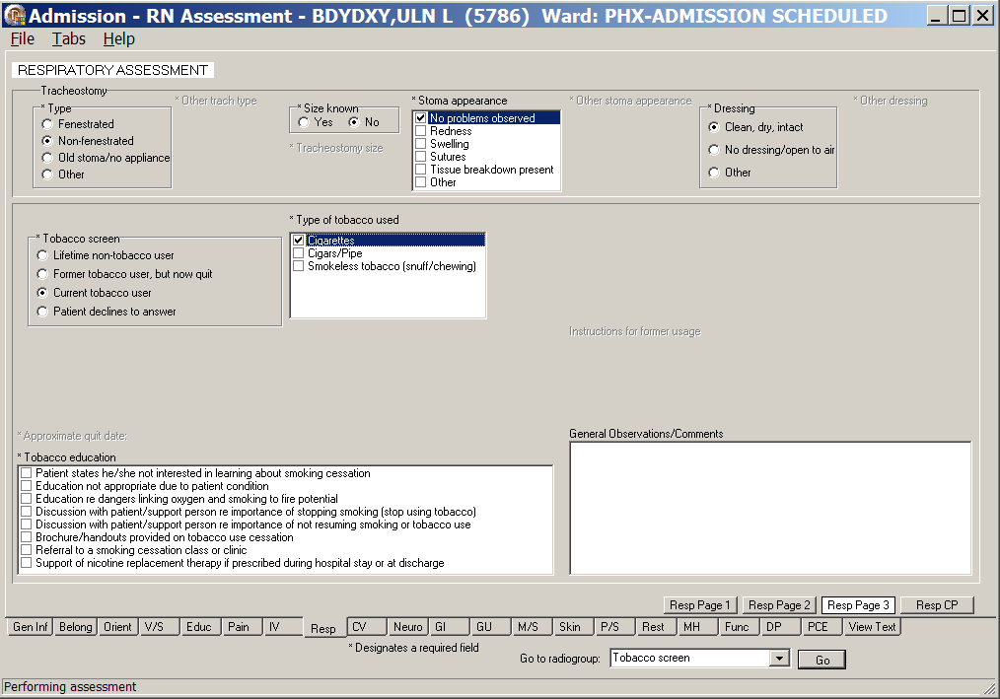 Admission - RN Assessment - BDYDXY,ULN L (5786) Ward: PHX-ADMISSION SCHEDULED
File Tabs Help
RESPIRATORY ASSESSMENT
Tracheostomy
* Type
Fenestrated
Non-fenestrated
Old stoma/no appliance
Other
* Other trach type
* Size known
Yes No
* Tracheostomy size
* Stoma appearance
No problems observed
Redness
Swelling
Sutures
Tissue breakdown present
Other
* Other stoma appearance
* Dressing
Clean, dry, intact
No dressing/open to air
Other
* Other dressing
* Tobacco screen
Lifetime non-tobacco user
Former tobacco user, but now quit
Current tobacco user
Patient declines to answer
* Type of tobacco used
Cigarettes
Cigars/Pipe
Smokeless tobacco (snuff/chewing)
Instructions for former usage
* Approximate quit date:
* Tobacco education
Patient states he/she not interested in learning about smoking cessation
Education not appropriate due to patient condition
Education re dangers linking oxygen and smoking to fire potential
Discussion with patient/support person re importance of stopping smoking (stop using tobacco)
Discussion with patient/support person re importance of not resuming smoking or tobacco use
Brochure/handouts provided on tobacco use cessation
Referral to a smoking cessation class or clinic
Support of nicotine replacement therapy if prescribed during hospital stay or at discharge
General Observations/Comments
Resp Page 1 Resp Page 2 Resp Page 3 Resp CP
Gen Inf Belong Orient V/S Educ Pain IV Resp CV Neuro GI GU M/S Skin P/S Rest MH Func DP PCE View Text
* Designates a required field
Go to radiogroup: Tobacco screen Go
Performing assessment